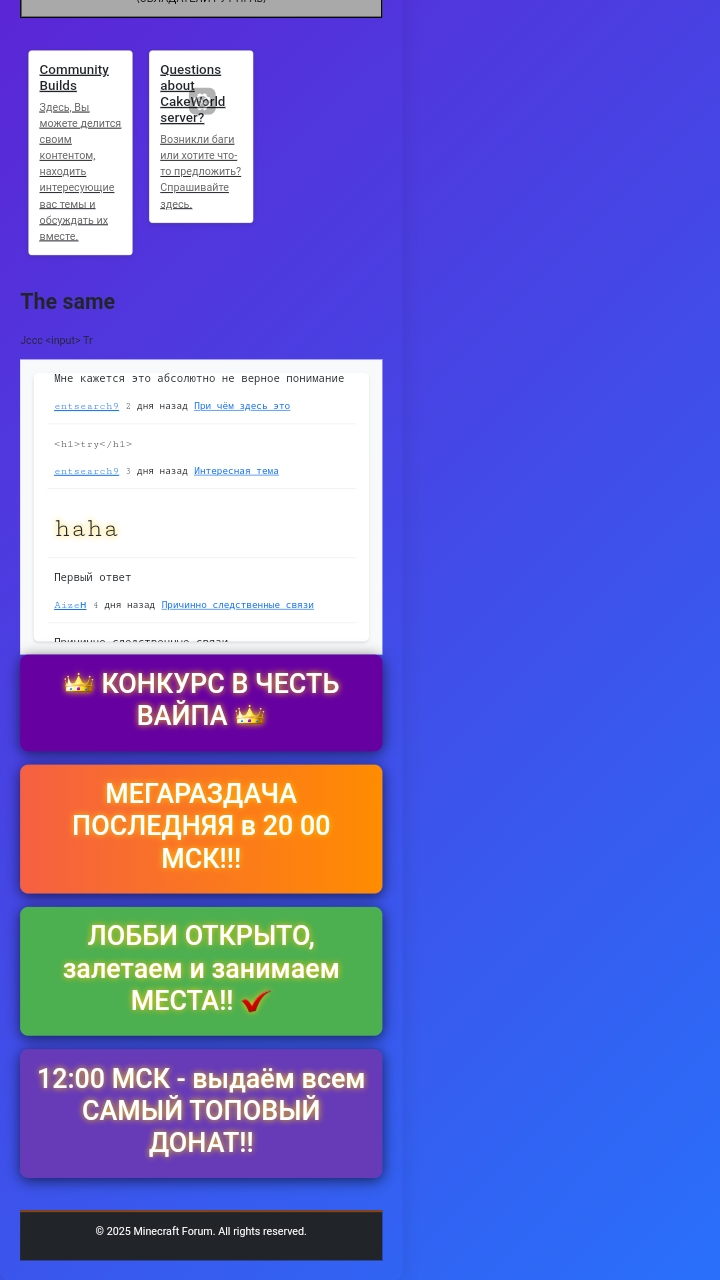 Community
Builds
Здесь, Вы
можете делится
своим
контентом,
находить
интересующие
вас темы и
обсуждать их
вместе.
Questions
about
CakeWorld
server?
Возникли баги
или хотите что-
то предложить?
Спрашивайте
здесь.
The same
Jccc <input> Tr
Мне кажется это абсолютно не верное понимание
entsearch9 2 дня назад При чём здесь это
<h1>try</h1>
entsearch9 3 дня назад Интересная тема
haha
Первый ответ
AizeH 4 дня назад Причинно следственные связи
Причинно следственные связи
👑 КОНКУРС В ЧЕСТЬ
ВАЙПА 👑
МЕГАРАЗДАЧА
ПОСЛЕДНЯЯ в 20 00
МСК!!!
ЛОББИ ОТКРЫТО,
залетаем и занимаем
МЕСТА!! ✔
12:00 МСК - выдаём всем
САМЫЙ ТОПОВЫЙ
ДОНАТ!!
© 2025 Minecraft Forum. All rights reserved.